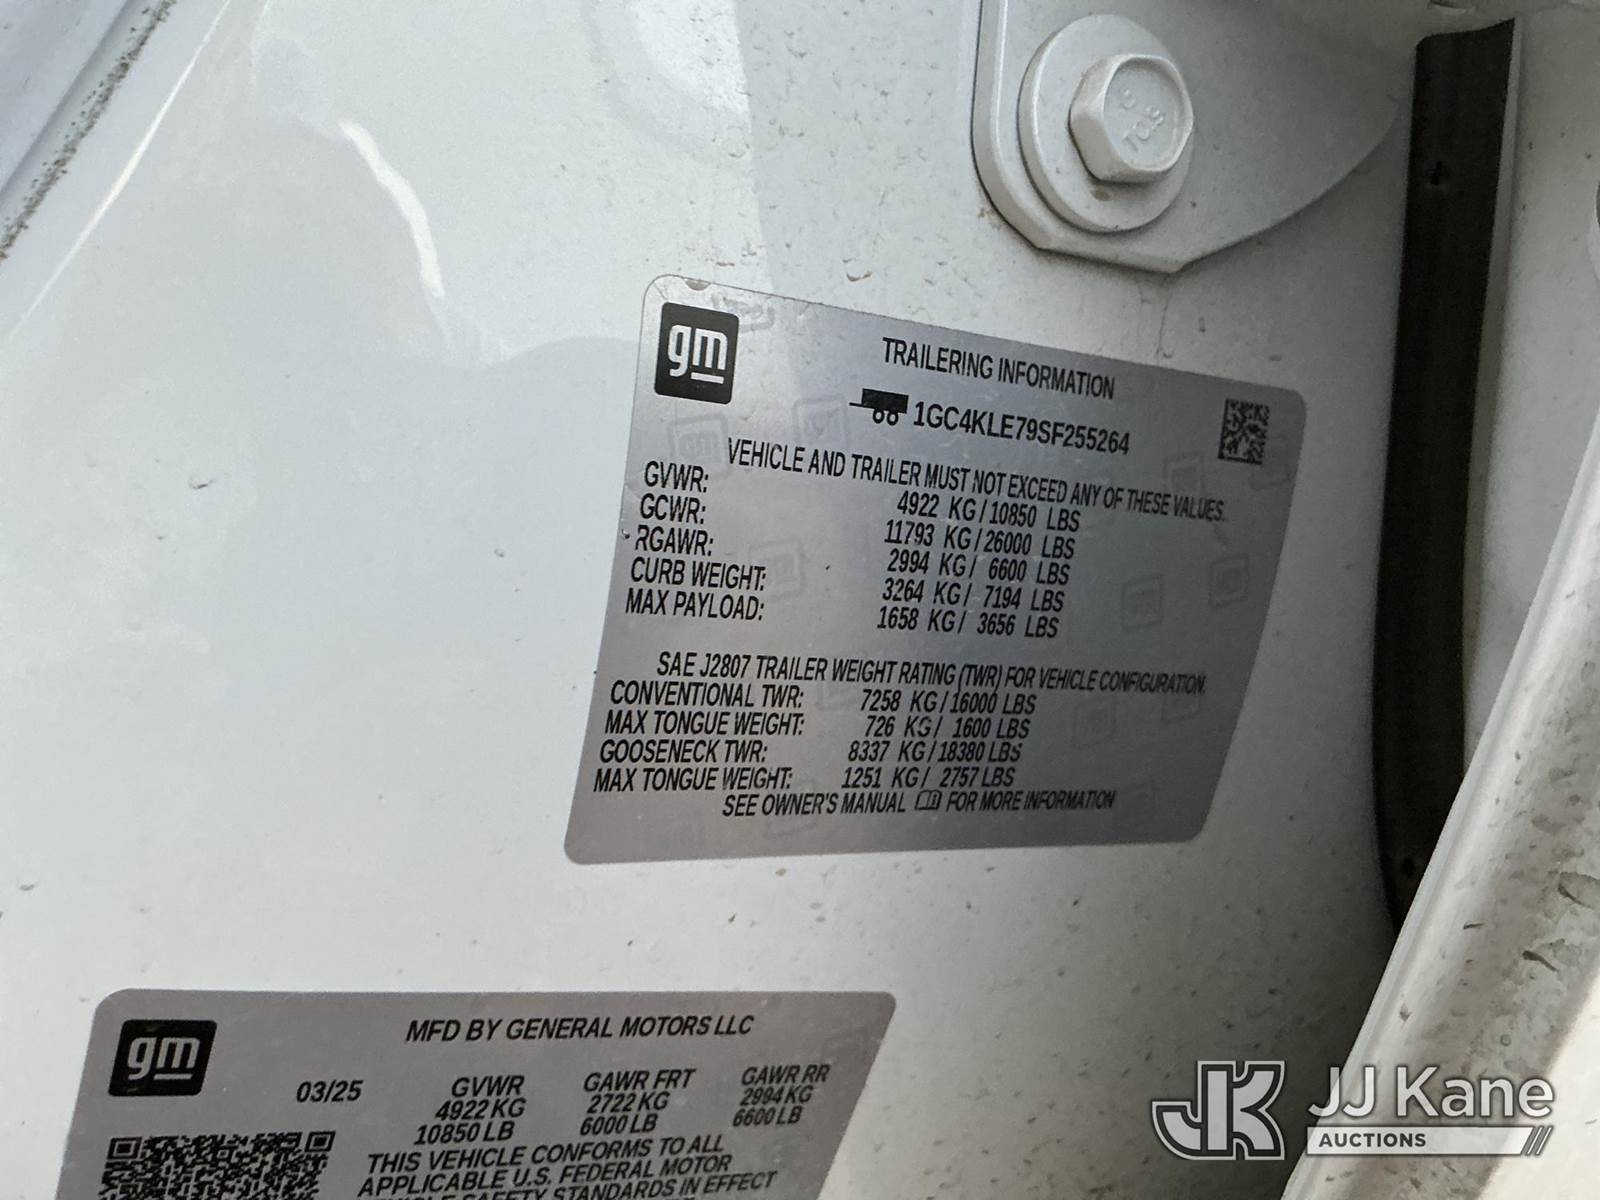 gm
TRAILERING INFORMATION
1GC4KLE79SF255264
VEHICLE AND TRAILER MUST NOT EXCEED ANY OF THESE VALUES.
GVWR: 4922 KG/10850 LBS
GCWR: 11793 KG/26000 LBS
RGAWR: 2994 KG/ 6600 LBS
CURB WEIGHT: 3264 KG/ 7194 LBS
MAX PAYLOAD: 1658 KG/ 3656 LBS
SAE J2807 TRAILER WEIGHT RATING (TWR) FOR VEHICLE CONFIGURATION.
CONVENTIONAL TWR: 7258 KG/16000 LBS
MAX TONGUE WEIGHT: 726 KG/ 1600 LBS
GOOSENECK TWR: 8337 KG/18380 LBS
MAX TONGUE WEIGHT: 1251 KG/ 2757 LBS
SEE OWNER'S MANUAL FOR MORE INFORMATION
gm
MFD BY GENERAL MOTORS LLC
03/25 GVWR GAWR FRT GAWR RR
4922 KG 2722 KG 2994 KG
10850 LB 6000 LB 6600 LB
THIS VEHICLE CONFORMS TO ALL
APPLICABLE U.S. FEDERAL MOTOR
VEHICLE SAFETY STANDARDS IN EFFECT
JK JJ Kane
AUCTIONS